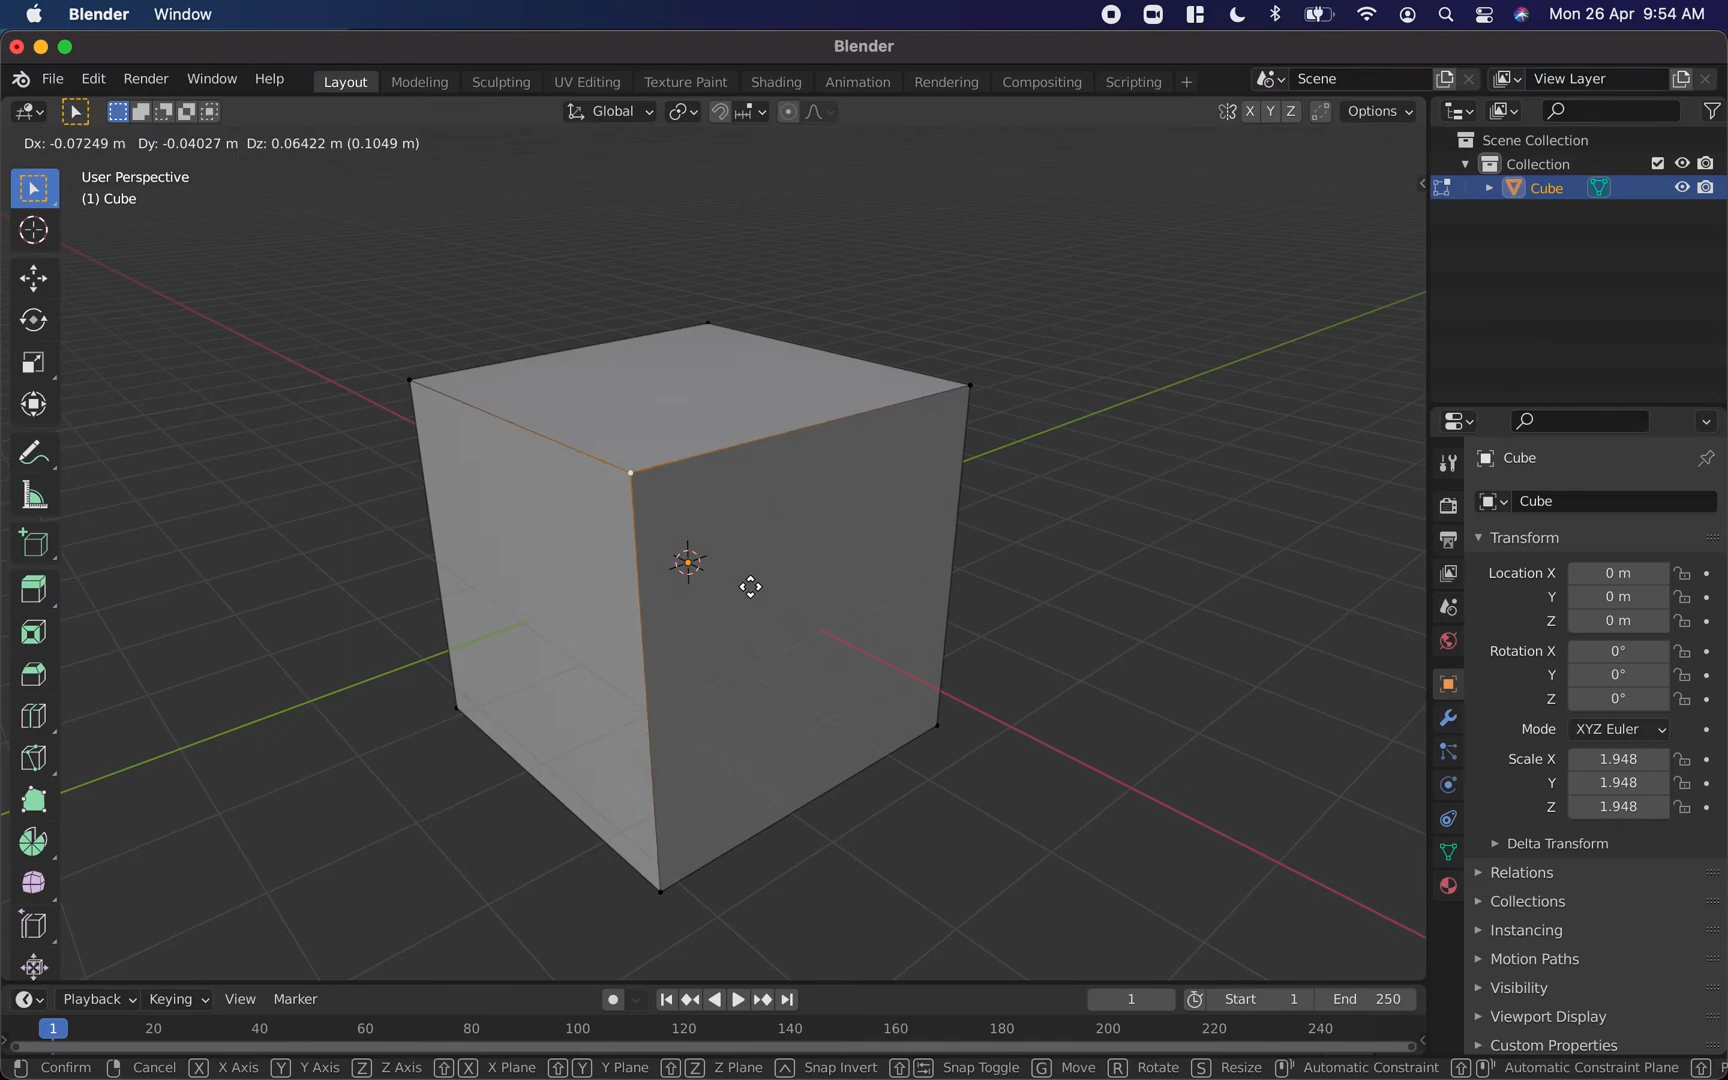 Blender Window Mon 26 Apr 9:54 AM
Blender
File Edit Render Window Help Layout Modeling Sculpting UV Editing Texture Paint Shading Animation Rendering Compositing Scripting + Scene View Layer
Global X Y Z Options
Dx: -0.07249 m Dy: -0.04027 m Dz: 0.06422 m (0.1049 m)
User Perspective
(1) Cube
Scene Collection
Collection
Cube
Cube
Cube
Transform
Location X 0 m
Y 0 m
Z 0 m
Rotation X 0°
Y 0°
Z 0°
Mode XYZ Euler
Scale X 1.948
Y 1.948
Z 1.948
Delta Transform
Relations
Collections
Instancing
Motion Paths
Visibility
Viewport Display
Custom Properties
Playback Keying View Marker 1 Start 1 End 250
1 20 40 60 80 100 120 140 160 180 200 220 240
Confirm Cancel X X Axis Y Y Axis Z Z Axis X X Plane Y Y Plane Z Z Plane Snap Invert Snap Toggle G Move R Rotate S Resize Automatic Constraint Automatic Constraint Plane